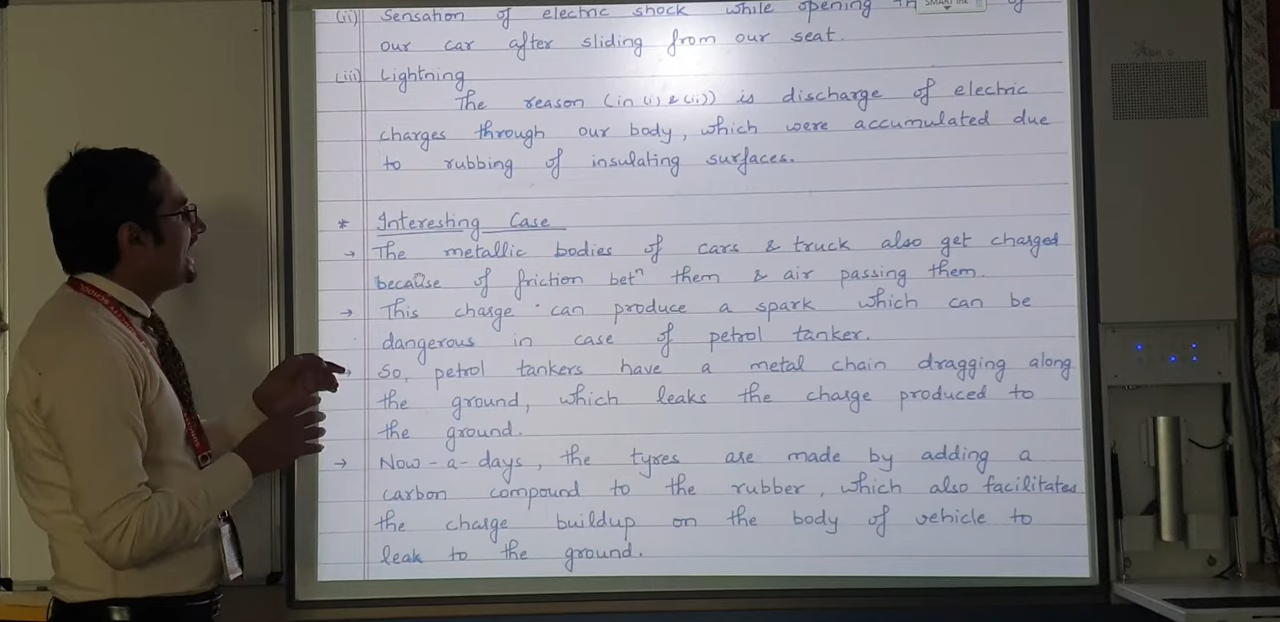 (ii) Sensation of electric shock while opening
our car after sliding from our seat.
(iii) Lightning
The reason (in (i) & (ii)) is discharge of electric
charges through our body, which were accumulated due
to rubbing of insulating surfaces.
* Interesting Case
→ The metallic bodies of cars & truck also get charged
because of friction betⁿ them & air passing them.
→ This charge can produce a spark which can be
dangerous in case of petrol tanker.
→ So, petrol tankers have a metal chain dragging along
the ground, which leaks the charge produced to
the ground.
→ Now-a-days, the tyres are made by adding a
carbon compound to the rubber, which also facilitates
the charge buildup on the body of vehicle to
leak to the ground.